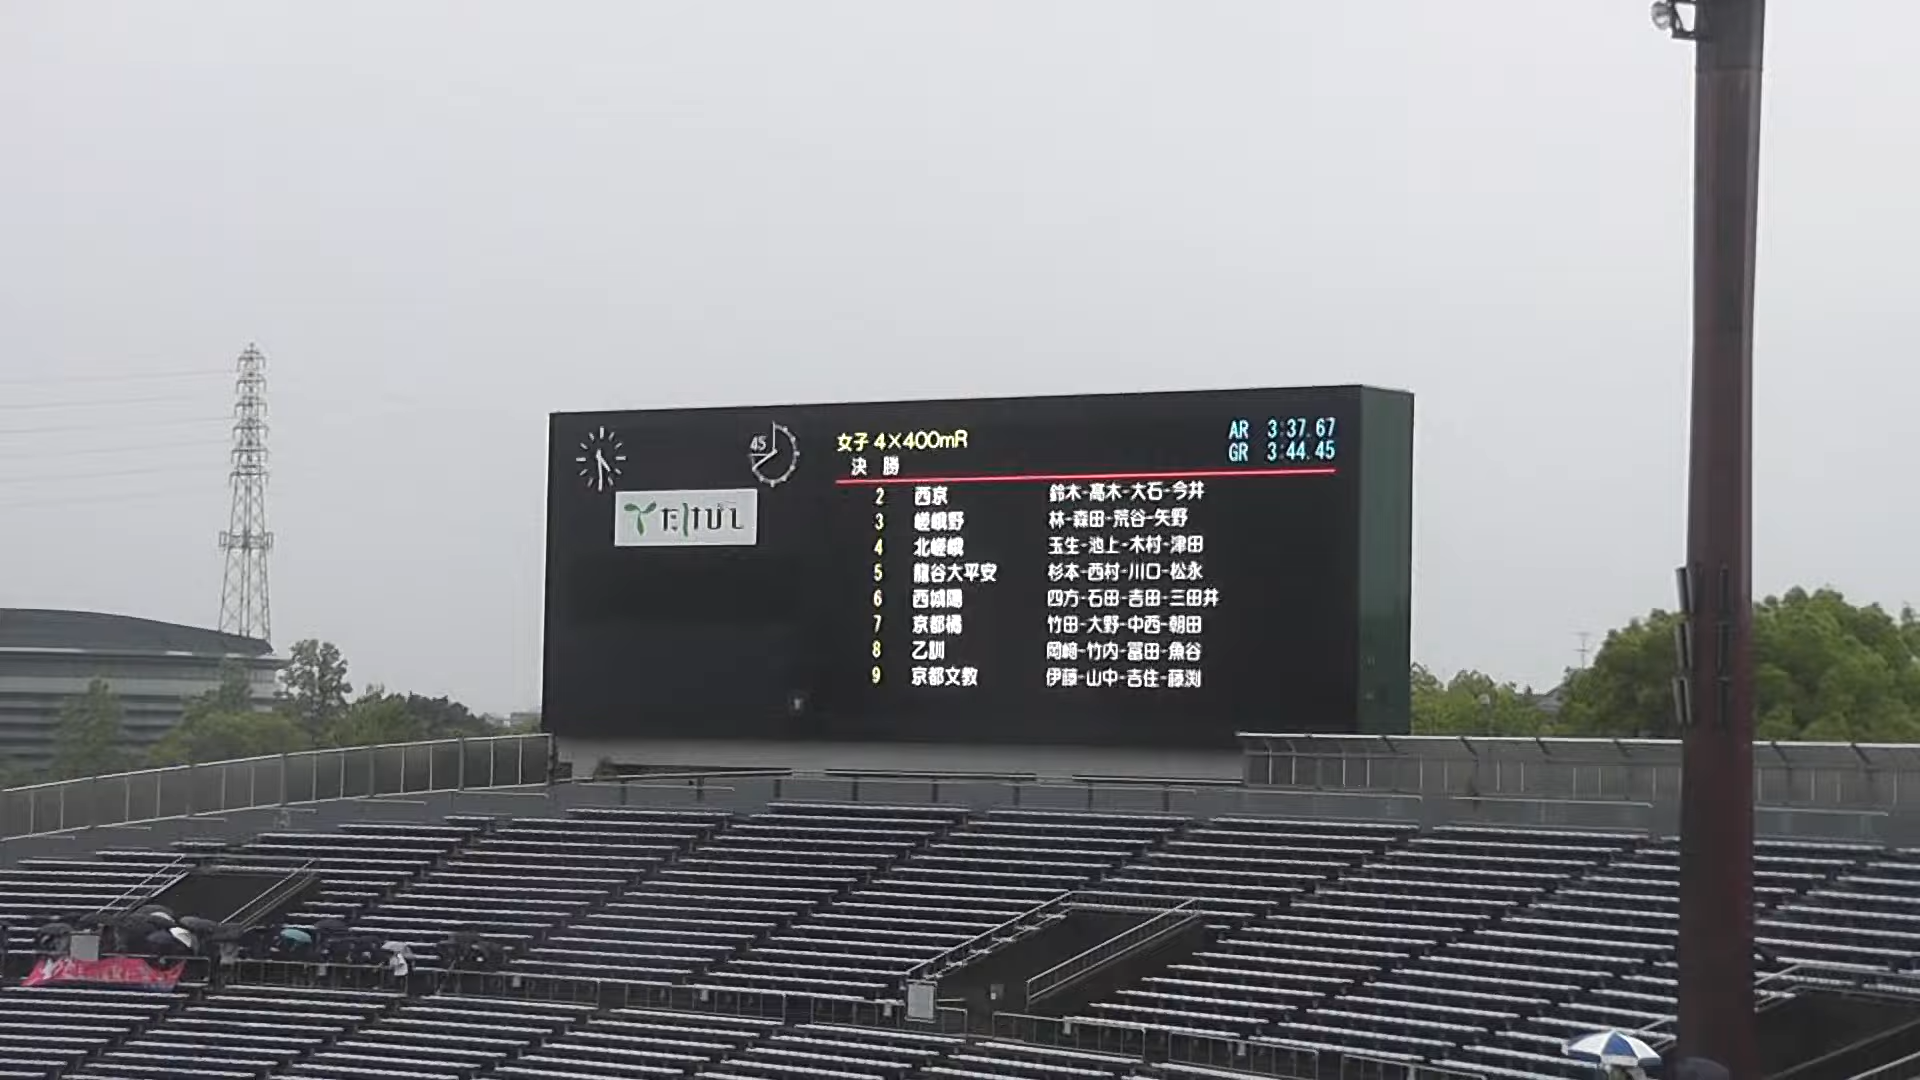 女子 4×400mR
決 勝
AR 3:37.67
GR 3:44.45
45
たけびし
2 西京 鈴木-髙木-大石-今井
3 嵯峨野 林-森田-荒谷-矢野
4 北嵯峨 玉生-池上-木村-津田
5 龍谷大平安 杉本-西村-川口-松永
6 西城陽 四方-石田-吉田-三田井
7 京都橘 竹田-大野-中西-朝田
8 乙訓 岡﨑-竹内-冨田-魚谷
9 京都文教 伊藤-山中-吉住-藤渕